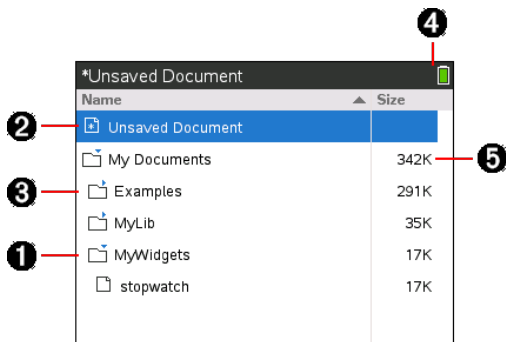 4
*Unsaved Document
Name Size
2 Unsaved Document
My Documents 342K 5
3 Examples 291K
MyLib 35K
1 MyWidgets 17K
stopwatch 17K